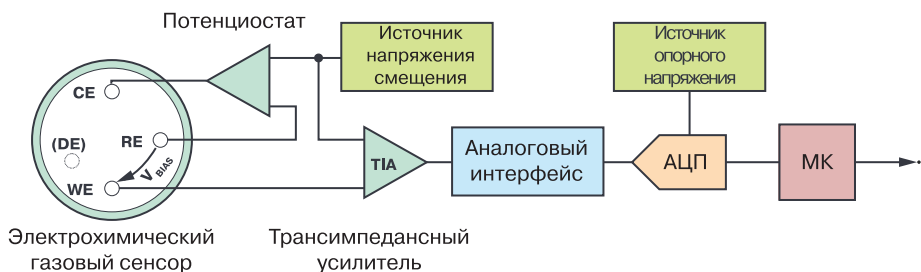 Потенциостат
Источник
напряжения
смещения
Источник
опорного
напряжения
CE
RE
(DE)
V BIAS
WE
TIA
Аналоговый
интерфейс
АЦП
МК
Электрохимический
газовый сенсор
Трансимпедансный
усилитель